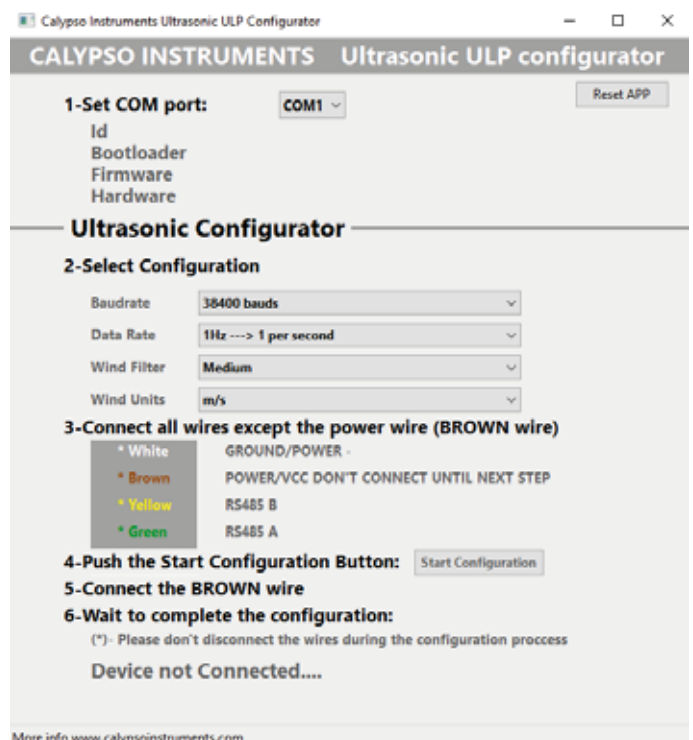 Calypso Instruments Ultrasonic ULP Configurator
CALYPSO INSTRUMENTS Ultrasonic ULP configurator
Reset APP
1-Set COM port: COM1
Id
Bootloader
Firmware
Hardware
Ultrasonic Configurator
2-Select Configuration
Baudrate 38400 bauds
Data Rate 1Hz ---> 1 per second
Wind Filter Medium
Wind Units m/s
3-Connect all wires except the power wire (BROWN wire)
* White GROUND/POWER -
* Brown POWER/VCC DON'T CONNECT UNTIL NEXT STEP
* Yellow RS485 B
* Green RS485 A
4-Push the Start Configuration Button: Start Configuration
5-Connect the BROWN wire
6-Wait to complete the configuration:
(*)- Please don't disconnect the wires during the configuration proccess
Device not Connected....
More info www.calypsoinstruments.com